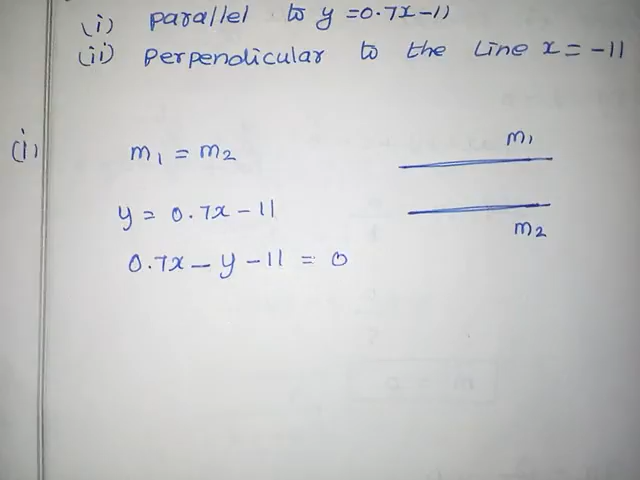 (i) parallel to y = 0.7x - 11
(ii) perpendicular to the line x = -11
(i) m₁ = m₂
m₁
y = 0.7x - 11
m₂
0.7x - y - 11 = 0